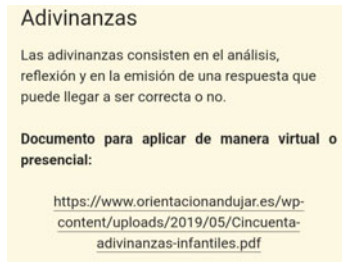 Adivinanzas
Las adivinanzas consisten en el análisis,
reflexión y en la emisión de una respuesta que
puede llegar a ser correcta o no.
Documento para aplicar de manera virtual o
presencial:
https://www.orientacionandujar.es/wp-
content/uploads/2019/05/Cincuenta-
adivinanzas-infantiles.pdf